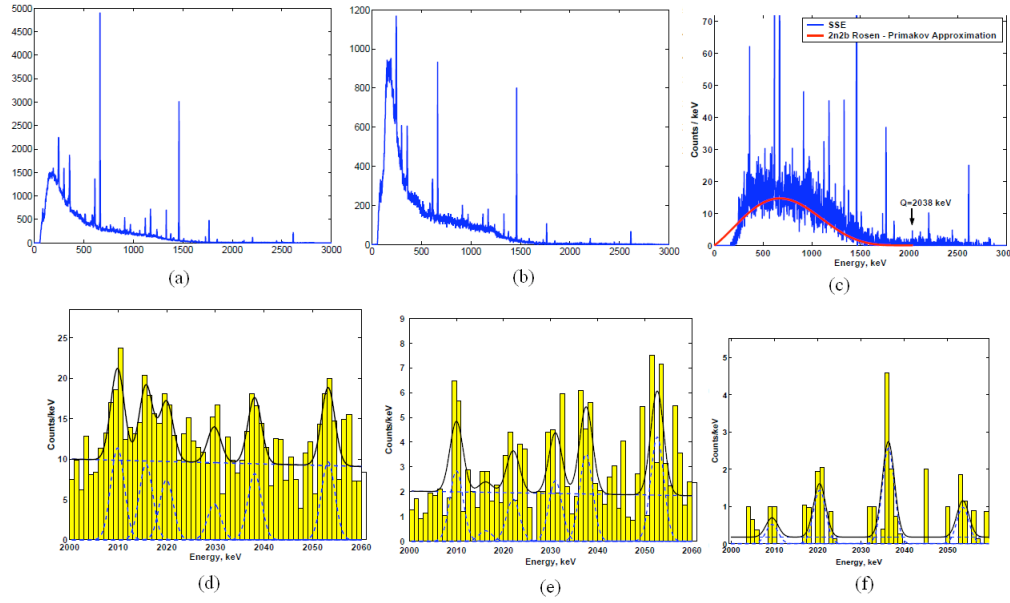 5000
4500
4000
3500
3000
2500
2000
1500
1000
500
0
0 500 1000 1500 2000 2500 3000
(a)
1200
1000
800
600
400
200
0
0 500 1000 1500 2000 2500 3000
(b)
SSE
2n2b Rosen - Primakov Approximation
Q=2038 keV
Counts / keV
70
60
50
40
30
20
10
0
0 500 1000 1500 2000 2500
Energy, keV
(c)
Counts/keV
25
20
15
10
5
0
2000 2010 2020 2030 2040 2050 2060
Energy, keV
(d)
Counts/keV
9
8
7
6
5
4
3
2
1
0
2000 2010 2020 2030 2040 2050 2060
Energy, keV
(e)
Counts/keV
5
4
3
2
1
0
2000 2010 2020 2030 2040 2050
Energy, keV
(f)